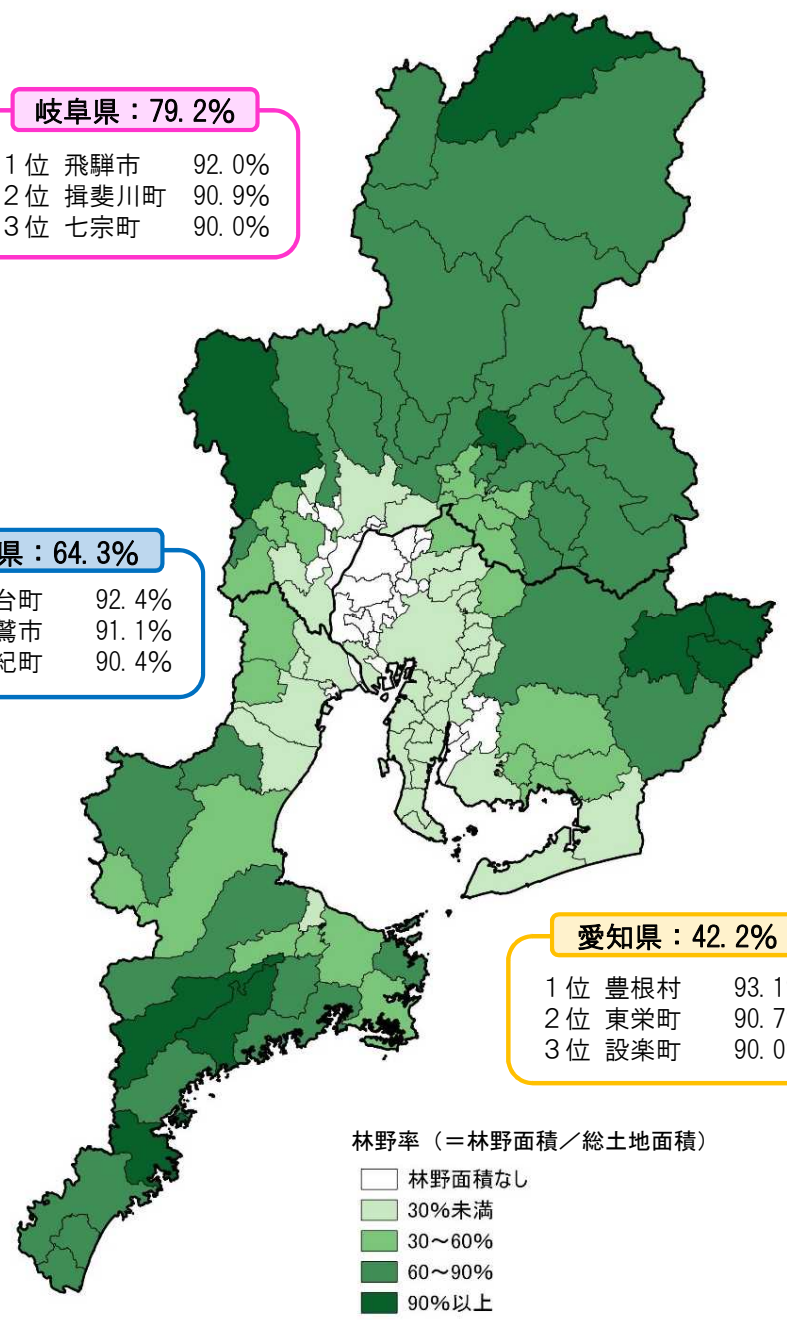 岐阜県：79.2%
1位 飛騨市 92.0%
2位 揖斐川町 90.9%
3位 七宗町 90.0%
県：64.3%
台町 92.4%
鷲市 91.1%
紀町 90.4%
愛知県：42.2%
1位 豊根村 93.1
2位 東栄町 90.7
3位 設楽町 90.0
林野率（＝林野面積／総土地面積）
林野面積なし
30%未満
30～60%
60～90%
90%以上